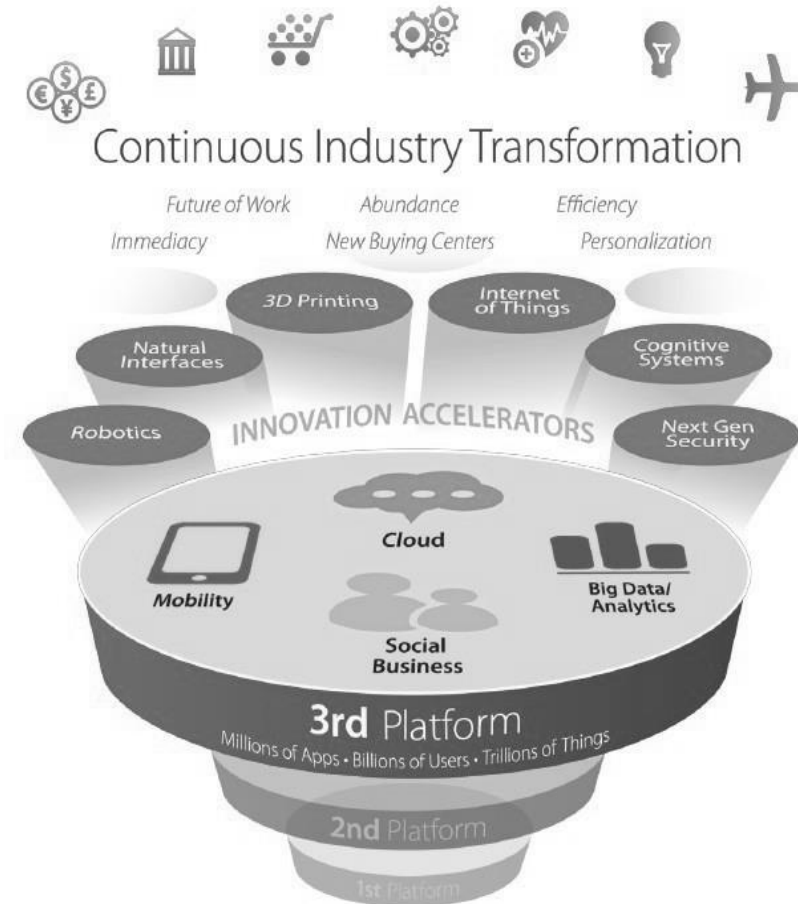 € $ ¥ £
Continuous Industry Transformation
Future of Work Abundance Efficiency
Immediacy New Buying Centers Personalization
3D Printing
Internet
of Things
Natural
Interfaces
Cognitive
Systems
Robotics
INNOVATION ACCELERATORS
Next Gen
Security
Cloud
Mobility
Big Data/
Analytics
Social
Business
3rd Platform
Millions of Apps • Billions of Users • Trillions of Things
2nd Platform
1st Platform